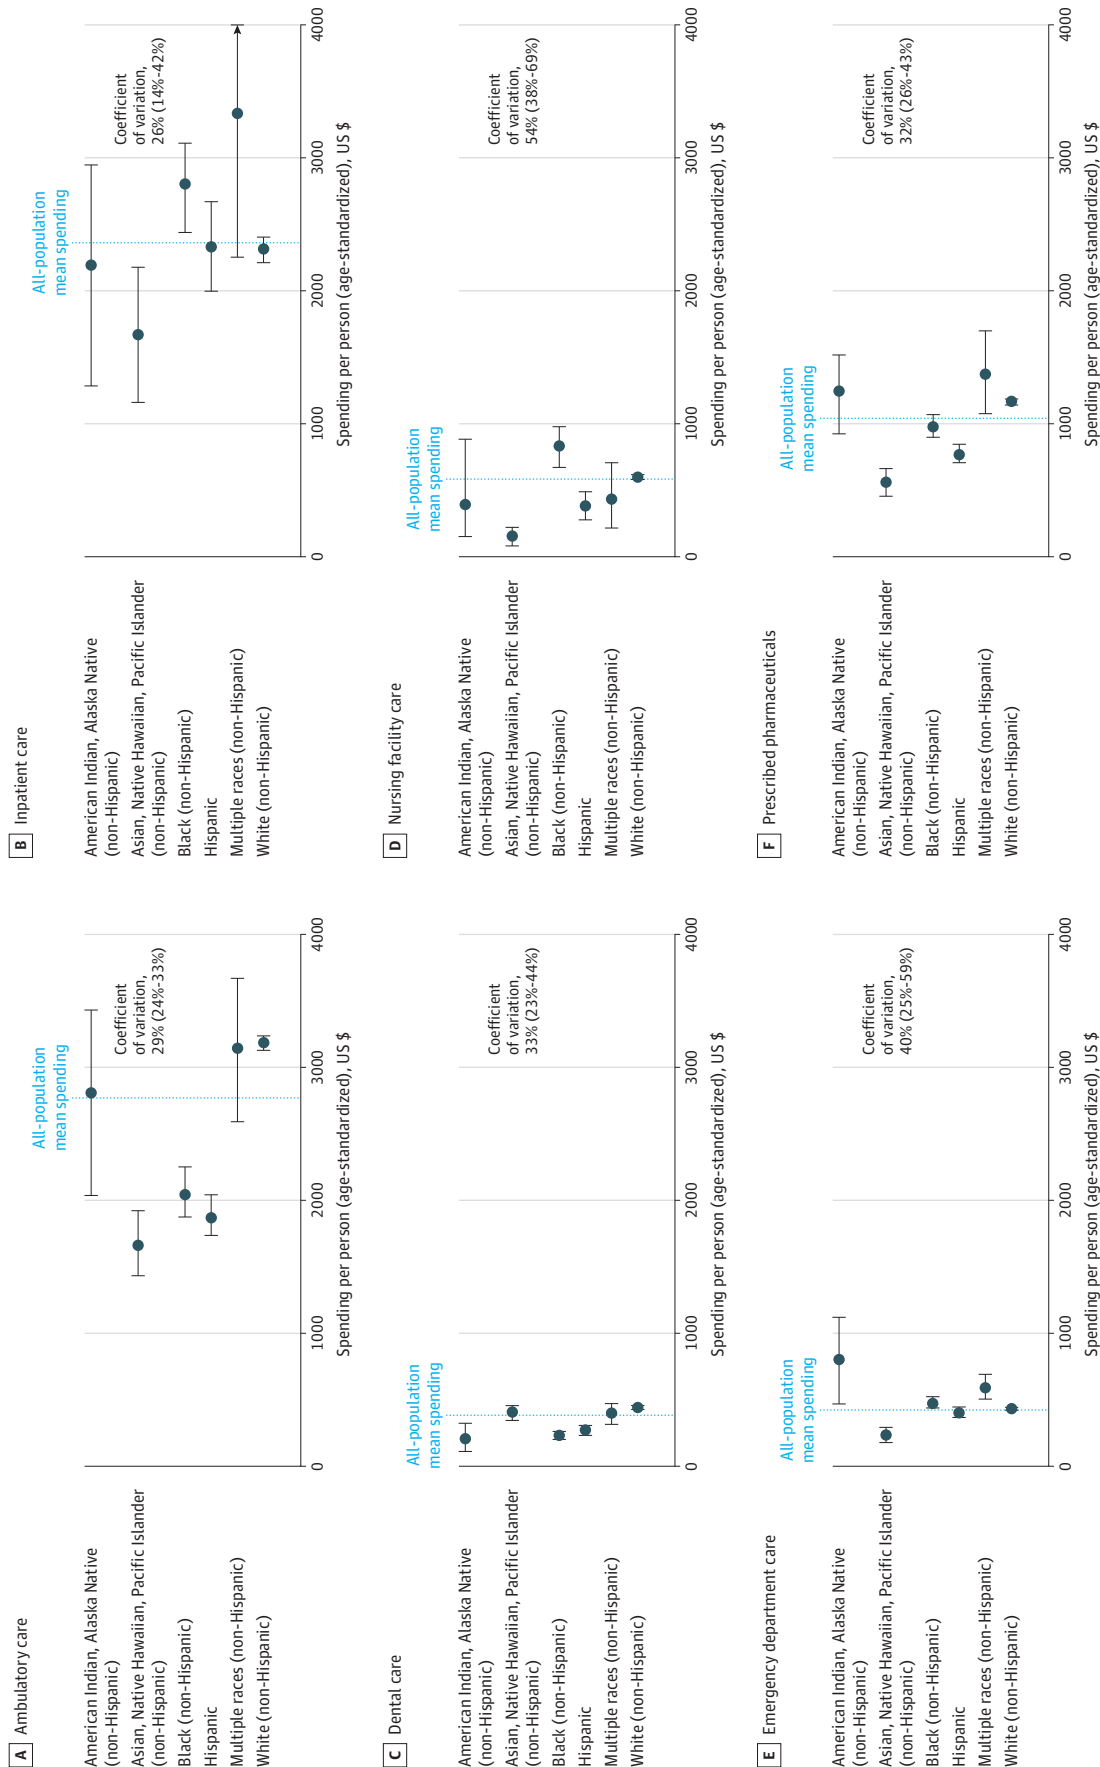 A Ambulatory care
All-population
mean spending
American Indian, Alaska Native
(non-Hispanic)
Asian, Native Hawaiian, Pacific Islander
(non-Hispanic)
Black (non-Hispanic)
Hispanic
Multiple races (non-Hispanic)
White (non-Hispanic)
Coefficient
of variation,
29% (24%-33%)
0 1000 2000 3000 4000
Spending per person (age-standardized), US $
B Inpatient care
All-population
mean spending
American Indian, Alaska Native
(non-Hispanic)
Asian, Native Hawaiian, Pacific Islander
(non-Hispanic)
Black (non-Hispanic)
Hispanic
Multiple races (non-Hispanic)
White (non-Hispanic)
Coefficient
of variation,
26% (14%-42%)
0 1000 2000 3000 4000
Spending per person (age-standardized), US $
C Dental care
All-population
mean spending
American Indian, Alaska Native
(non-Hispanic)
Asian, Native Hawaiian, Pacific Islander
(non-Hispanic)
Black (non-Hispanic)
Hispanic
Multiple races (non-Hispanic)
White (non-Hispanic)
Coefficient
of variation,
33% (23%-44%)
0 1000 2000 3000 4000
Spending per person (age-standardized), US $
D Nursing facility care
All-population
mean spending
American Indian, Alaska Native
(non-Hispanic)
Asian, Native Hawaiian, Pacific Islander
(non-Hispanic)
Black (non-Hispanic)
Hispanic
Multiple races (non-Hispanic)
White (non-Hispanic)
Coefficient
of variation,
54% (38%-69%)
0 1000 2000 3000 4000
Spending per person (age-standardized), US $
E Emergency department care
All-population
mean spending
American Indian, Alaska Native
(non-Hispanic)
Asian, Native Hawaiian, Pacific Islander
(non-Hispanic)
Black (non-Hispanic)
Hispanic
Multiple races (non-Hispanic)
White (non-Hispanic)
Coefficient
of variation,
40% (25%-59%)
0 1000 2000 3000 4000
Spending per person (age-standardized), US $
F Prescribed pharmaceuticals
All-population
mean spending
American Indian, Alaska Native
(non-Hispanic)
Asian, Native Hawaiian, Pacific Islander
(non-Hispanic)
Black (non-Hispanic)
Hispanic
Multiple races (non-Hispanic)
White (non-Hispanic)
Coefficient
of variation,
32% (26%-43%)
0 1000 2000 3000 4000
Spending per person (age-standardized), US $